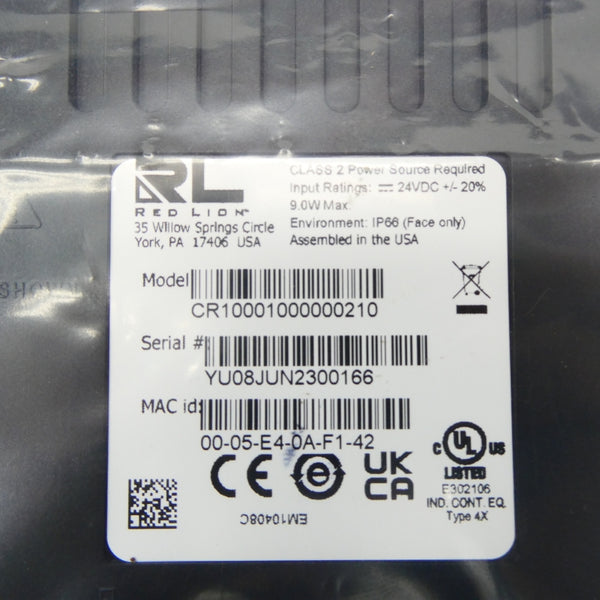 RL
RED LION™
35 Willow Springs Circle
York, PA 17406 USA
CLASS 2 Power Source Required
Input Ratings: ⎓ 24VDC +/- 20%
9.0W Max
Environment: IP66 (Face only)
Assembled in the USA
Model
CR10001000000210
Serial #:
YU08JUN2300166
MAC id:
00-05-E4-0A-F1-42
CE
UK
CA
C UL US
LISTED
E302106
IND. CONT. EQ.
Type 4X
EM10408C